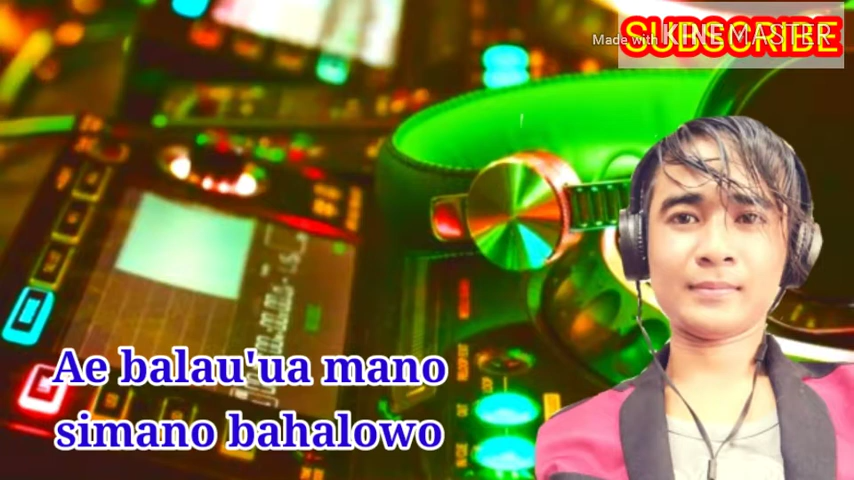 SUBSCRIBE
Made with KINEMASTER
Ae balau'ua mano
simano bahalowo